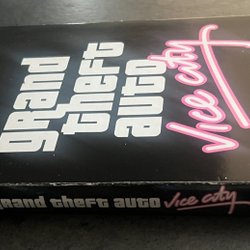 grand
theft
auto
Vice City
grand theft auto Vice City